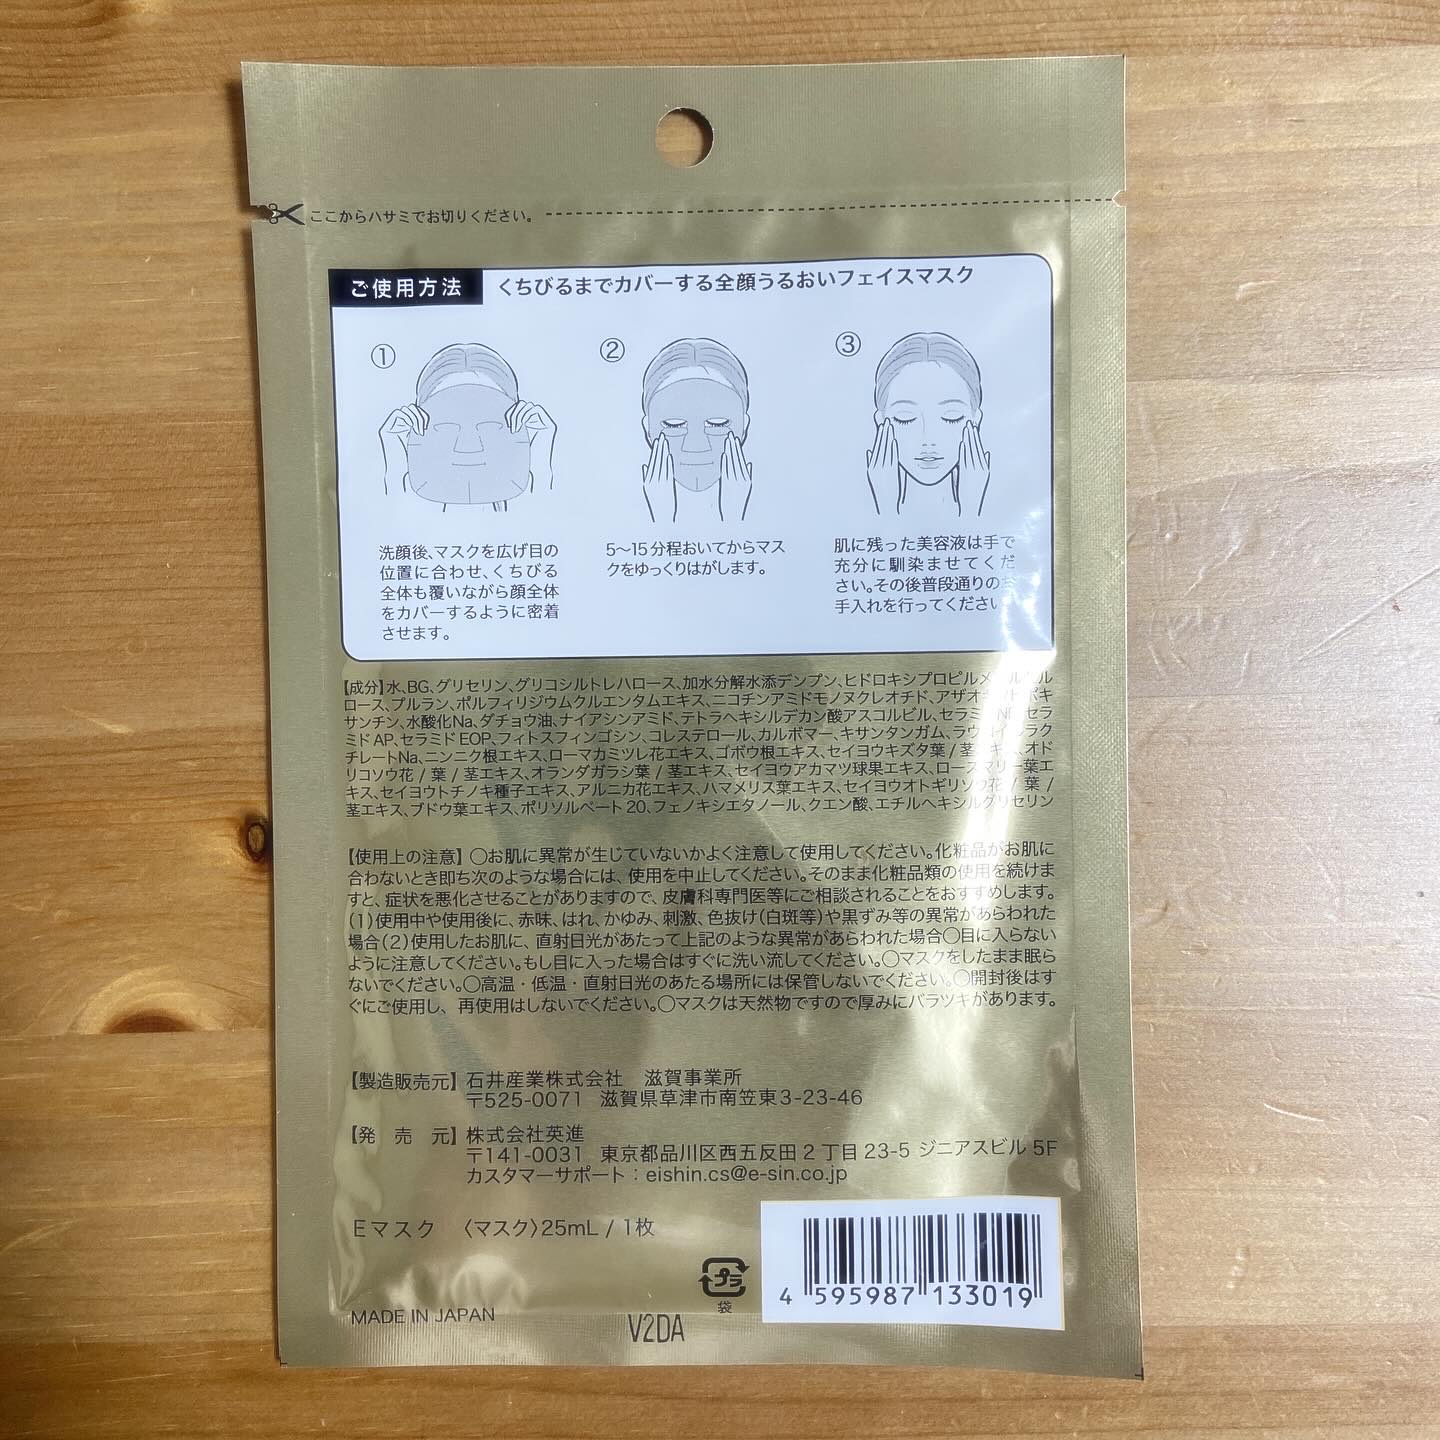 ここからハサミでお切りください。
ご使用方法 くちびるまでカバーする全顔うるおいフェイスマスク
①
洗顔後、マスクを広げ目の
位置に合わせ、くちびる
全体も覆いながら顔全体
をカバーするように密着
させます。
②
5〜15分程おいてからマス
クをゆっくりはがします。
③
肌に残った美容液は手で
充分に馴染ませてくだ
さい。その後普段通りのお
手入れを行ってください
【成分】水、BG、グリセリン、グリコシルトレハロース、加水分解水添デンプン、ヒドロキシプロピルメ
ロース、プルラン、ポルフィリジウムクルエンタムエキス、ニコチンアミドモノヌクレオチド、アザオキ
サンチン、水酸化Na、ダチョウ油、ナイアシンアミド、テトラヘキシルデカン酸アスコルビル、セラミドNP、セラ
ミドAP、セラミドEOP、フィトスフィンゴシン、コレステロール、カルボマー、キサンタンガム、ラウロイルラク
チレートNa、ニンニク根エキス、ローマカミツレ花エキス、ゴボウ根エキス、セイヨウキズタ葉/茎エキス、オド
リコソウ花/葉/茎エキス、オランダガラシ葉/茎エキス、セイヨウアカマツ球果エキス、ローズマリー葉エ
キス、セイヨウトチノキ種子エキス、アルニカ花エキス、ハマメリス葉エキス、セイヨウオトギリソウ花/葉/
茎エキス、ブドウ葉エキス、ポリソルベート20、フェノキシエタノール、クエン酸、エチルヘキシルグリセリン
【使用上の注意】〇お肌に異常が生じていないかよく注意して使用してください。化粧品がお肌に
合わないとき即ち次のような場合には、使用を中止してください。そのまま化粧品類の使用を続けま
すと、症状を悪化させることがありますので、皮膚科専門医等にご相談されることをおすすめします。
(1)使用中や使用後に、赤味、はれ、かゆみ、刺激、色抜け(白斑等)や黒ずみ等の異常があらわれた
場合(2)使用したお肌に、直射日光があたって上記のような異常があらわれた場合〇目に入らない
ように注意してください。もし目に入った場合はすぐに洗い流してください。〇マスクをしたまま眠ら
ないでください。〇高温・低温・直射日光のあたる場所には保管しないでください。〇開封後はす
ぐにご使用し、再使用はしないでください。〇マスクは天然物ですので厚みにバラツキがあります。
【製造販売元】石井産業株式会社 滋賀事業所
〒525-0071 滋賀県草津市南笠東3-23-46
【発 売 元】株式会社英進
〒141-0031 東京都品川区西五反田2丁目23-5 ジニアスビル5F
カスタマーサポート：eishin.cs@e-sin.co.jp
Eマスク 〈マスク〉25mL / 1枚
プラ
袋
4 595987 133019
MADE IN JAPAN
V2DA